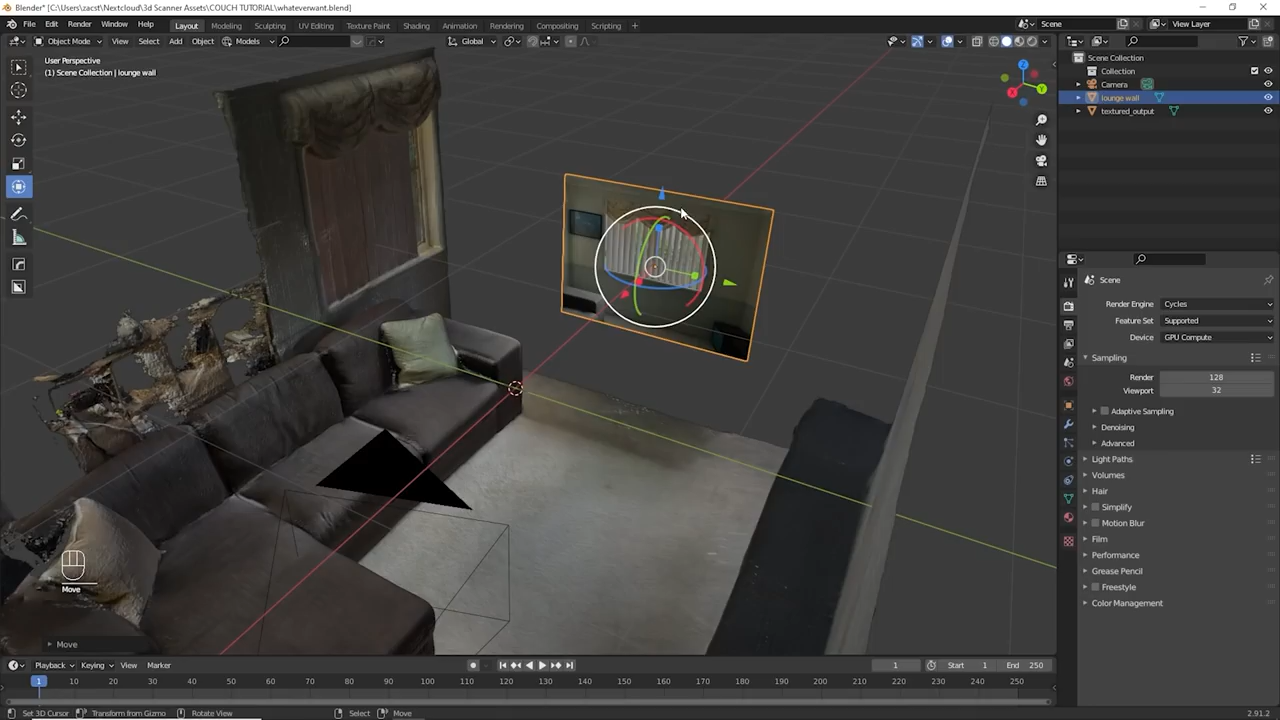 Blender* [C:\Users\zacst\Nextcloud\3d Scanner Assets\COUCH TUTORIAL\whateverwant.blend]
File Edit Render Window Help Layout Modeling Sculpting UV Editing Texture Paint Shading Animation Rendering Compositing Scripting Scene View Layer
Object Mode View Select Add Object Models Global
User Perspective
(1) Scene Collection | lounge wall
Scene Collection
Collection
Camera
lounge wall
textured_output
Scene
Render Engine Cycles
Feature Set Supported
Device GPU Compute
Sampling
Render 128
Viewport 32
Adaptive Sampling
Denoising
Advanced
Light Paths
Volumes
Hair
Simplify
Motion Blur
Film
Performance
Grease Pencil
Freestyle
Color Management
Move
Move
Playback Keying View Marker 1 Start 1 End 250
1 10 20 30 40 50 60 70 80 90 100 110 120 130 140 150 160 170 180 190 200 210 220 230 240 250
Set 3D Cursor Transform from Gizmo Rotate View Select Move 2.91.2
X Y Z